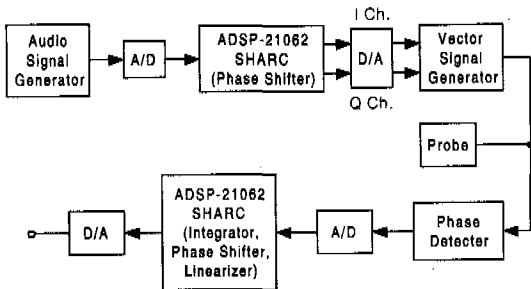 Audio
Signal
Generator
A/D
ADSP-21062
SHARC
(Phase Shifter)
I Ch.
D/A
Q Ch.
Vector
Signal
Generator
Probe
D/A
ADSP-21062
SHARC
(Integrator,
Phase Shifter,
Linearizer)
A/D
Phase
Detecter